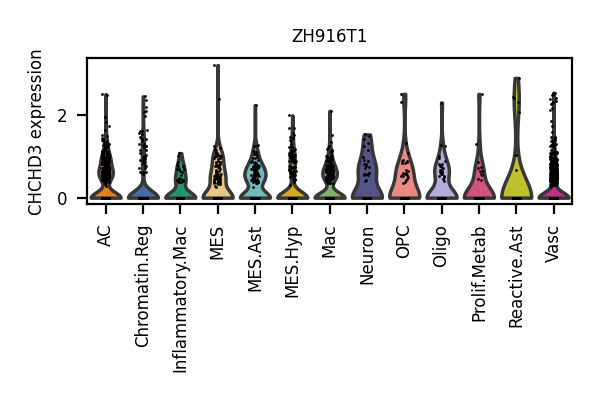 ZH916T1
CHCHD3 expression
2
0
AC
Chromatin.Reg
Inflammatory.Mac
MES
MES.Ast
MES.Hyp
Mac
Neuron
OPC
Oligo
Prolif.Metab
Reactive.Ast
Vasc